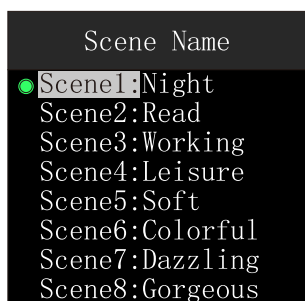 Scene Name
Scene1:Night
Scene2:Read
Scene3:Working
Scene4:Leisure
Scene5:Soft
Scene6:Colorful
Scene7:Dazzling
Scene8:Gorgeous